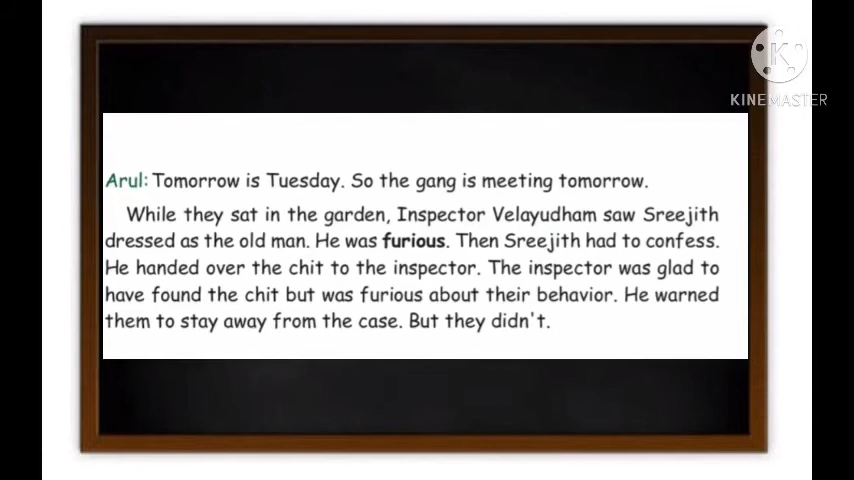 KINEMASTER
Arul: Tomorrow is Tuesday. So the gang is meeting tomorrow.
While they sat in the garden, Inspector Velayudham saw Sreejith
dressed as the old man. He was furious. Then Sreejith had to confess.
He handed over the chit to the inspector. The inspector was glad to
have found the chit but was furious about their behavior. He warned
them to stay away from the case. But they didn't.